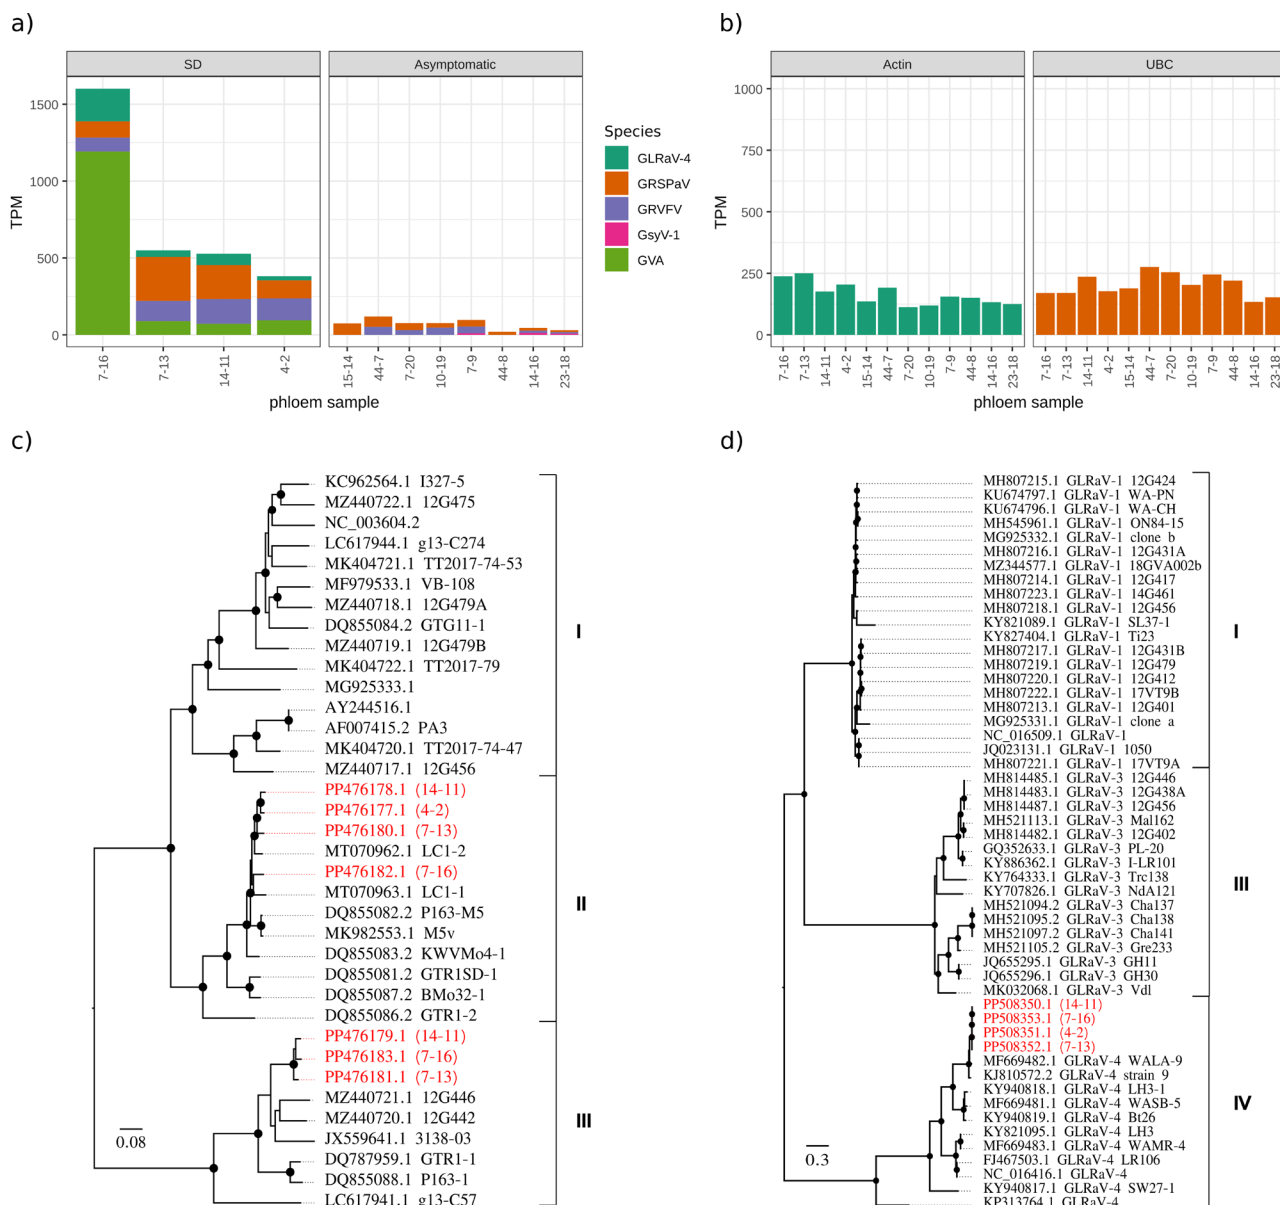 a)
SD
Asymptomatic
1500
1000
500
0
TPM
7-16
7-13
14-11
4-2
15-14
44-7
7-20
10-19
7-9
44-8
14-16
23-18
phloem sample
Species
GLRaV-4
GRSPaV
GRVFV
GsyV-1
GVA
b)
Actin
UBC
1000
750
500
250
0
TPM
7-16
7-13
14-11
4-2
15-14
44-7
7-20
10-19
7-9
44-8
14-16
23-18
7-16
7-13
14-11
4-2
15-14
44-7
7-20
10-19
7-9
44-8
14-16
23-18
phloem sample
c)
KC962564.1 I327-5
MZ440722.1 12G475
NC_003604.2
LC617944.1 g13-C274
MK404721.1 TT2017-74-53
MF979533.1 VB-108
MZ440718.1 12G479A
DQ855084.2 GTG11-1
MZ440719.1 12G479B
MK404722.1 TT2017-79
MG925333.1
AY244516.1
AF007415.2 PA3
MK404720.1 TT2017-74-47
MZ440717.1 12G456
I
PP476178.1 (14-11)
PP476177.1 (4-2)
PP476180.1 (7-13)
MT070962.1 LC1-2
PP476182.1 (7-16)
MT070963.1 LC1-1
DQ855082.2 P163-M5
MK982553.1 M5v
DQ855083.2 KWVMo4-1
DQ855081.2 GTR1SD-1
DQ855087.2 BMo32-1
DQ855086.2 GTR1-2
II
PP476179.1 (14-11)
PP476183.1 (7-16)
PP476181.1 (7-13)
MZ440721.1 12G446
MZ440720.1 12G442
JX559641.1 3138-03
DQ787959.1 GTR1-1
DQ855088.1 P163-1
LC617941.1 g13-C57
III
0.08
d)
MH807215.1 GLRaV-1 12G424
KU674797.1 GLRaV-1 WA-PN
KU674796.1 GLRaV-1 WA-CH
MH545961.1 GLRaV-1 ON84-15
MG925332.1 GLRaV-1 clone b
MH807216.1 GLRaV-1 12G431A
MZ344577.1 GLRaV-1 18GVA002b
MH807214.1 GLRaV-1 12G417
MH807223.1 GLRaV-1 14G461
MH807218.1 GLRaV-1 12G456
KY821089.1 GLRaV-1 SL37-1
KY827404.1 GLRaV-1 Ti23
MH807217.1 GLRaV-1 12G431B
MH807219.1 GLRaV-1 12G479
MH807220.1 GLRaV-1 12G412
MH807222.1 GLRaV-1 17VT9B
MH807213.1 GLRaV-1 12G401
MG925331.1 GLRaV-1 clone a
NC_016509.1 GLRaV-1
JQ023131.1 GLRaV-1 1050
MH807221.1 GLRaV-1 17VT9A
I
MH814485.1 GLRaV-3 12G446
MH814483.1 GLRaV-3 12G438A
MH814487.1 GLRaV-3 12G456
MH521113.1 GLRaV-3 Mal162
MH814482.1 GLRaV-3 12G402
GQ352633.1 GLRaV-3 PL-20
KY886362.1 GLRaV-3 I-LR101
KY764333.1 GLRaV-3 Trc138
KY707826.1 GLRaV-3 NdA121
MH521094.2 GLRaV-3 Cha137
MH521095.2 GLRaV-3 Cha138
MH521097.2 GLRaV-3 Cha141
MH521105.2 GLRaV-3 Gre233
JQ655295.1 GLRaV-3 GH11
JQ655296.1 GLRaV-3 GH30
MK032068.1 GLRaV-3 Vdl
III
PP508350.1 (14-11)
PP508353.1 (7-16)
PP508351.1 (4-2)
PP508352.1 (7-13)
MF669482.1 GLRaV-4 WALA-9
KJ810572.2 GLRaV-4 strain 9
KY940818.1 GLRaV-4 LH3-1
MF669481.1 GLRaV-4 WASB-5
KY940819.1 GLRaV-4 Bt26
KY821095.1 GLRaV-4 LH3
MF669483.1 GLRaV-4 WAMR-4
FJ467503.1 GLRaV-4 LR106
NC_016416.1 GLRaV-4
KY940817.1 GLRaV-4 SW27-1
KP313764.1 GLRaV-4
IV
0.3